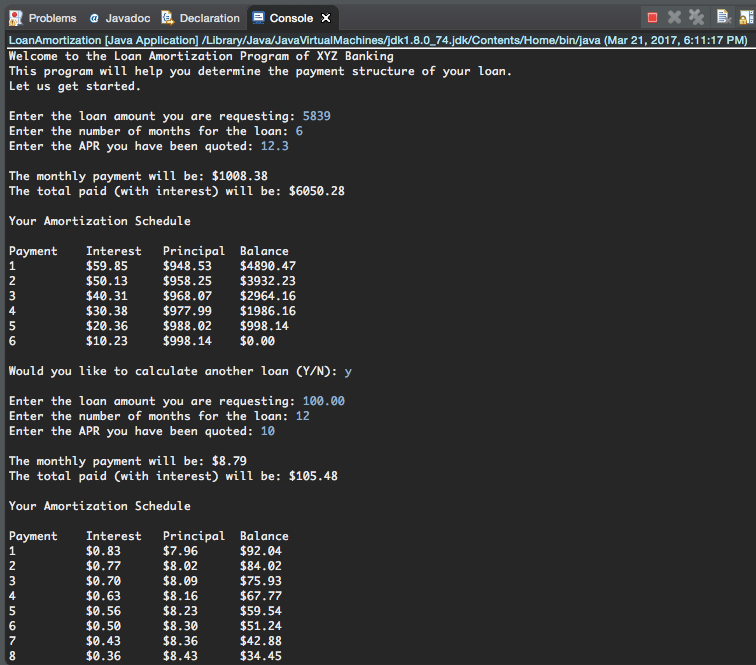 Problems @ Javadoc Declaration Console
LoanAmortization [Java Application] /Library/Java/JavaVirtualMachines/jdk1.8.0_74.jdk/Contents/Home/bin/java (Mar 21, 2017, 6:11:17 PM)
Welcome to the Loan Amortization Program of XYZ Banking
This program will help you determine the payment structure of your loan.
Let us get started.
Enter the loan amount you are requesting: 5839
Enter the number of months for the loan: 6
Enter the APR you have been quoted: 12.3
The monthly payment will be: $1008.38
The total paid (with interest) will be: $6050.28
Your Amortization Schedule
Payment Interest Principal Balance
1 $59.85 $948.53 $4890.47
2 $50.13 $958.25 $3932.23
3 $40.31 $968.07 $2964.16
4 $30.38 $977.99 $1986.16
5 $20.36 $988.02 $998.14
6 $10.23 $998.14 $0.00
Would you like to calculate another loan (Y/N): y
Enter the loan amount you are requesting: 100.00
Enter the number of months for the loan: 12
Enter the APR you have been quoted: 10
The monthly payment will be: $8.79
The total paid (with interest) will be: $105.48
Your Amortization Schedule
Payment Interest Principal Balance
1 $0.83 $7.96 $92.04
2 $0.77 $8.02 $84.02
3 $0.70 $8.09 $75.93
4 $0.63 $8.16 $67.77
5 $0.56 $8.23 $59.54
6 $0.50 $8.30 $51.24
7 $0.43 $8.36 $42.88
8 $0.36 $8.43 $34.45